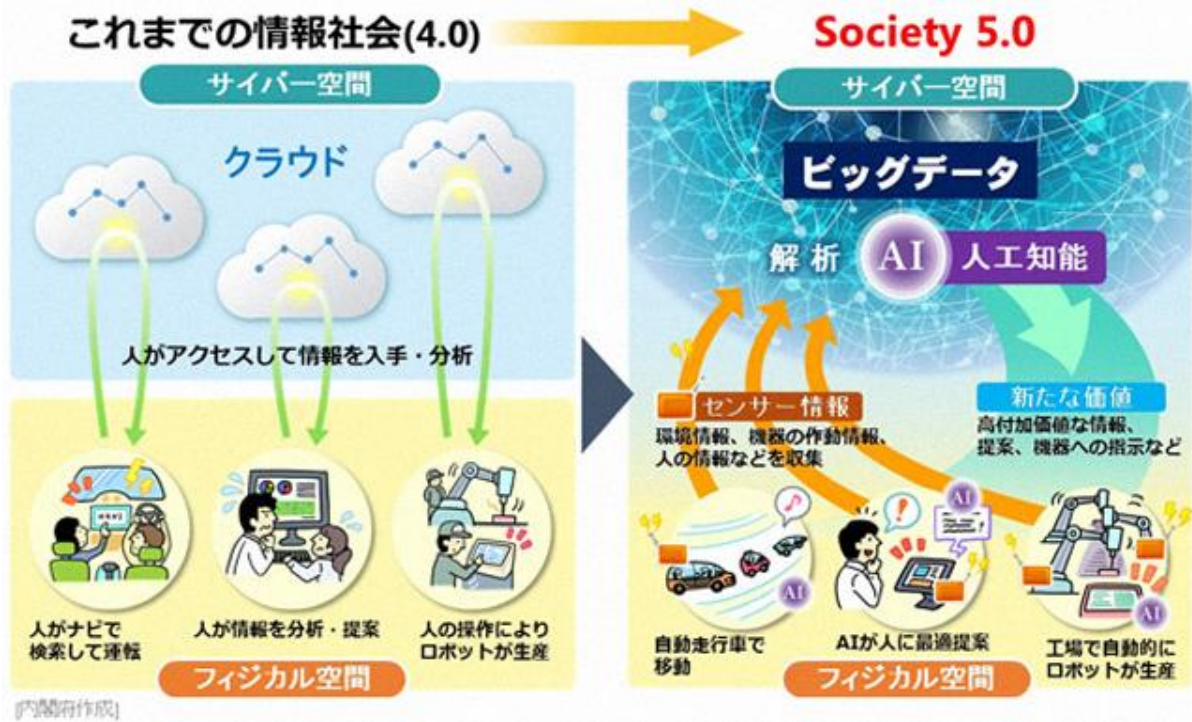 これまでの情報社会(4.0)
Society 5.0
サイバー空間
クラウド
人がアクセスして情報を入手・分析
人がナビで
検索して運転
人が情報を分析・提案
人の操作により
ロボットが生産
フィジカル空間
サイバー空間
ビッグデータ
解析
AI
人工知能
センサー情報
環境情報、機器の作動情報、
人の情報などを収集
新たな価値
高付加価値な情報、
提案、機器への指示など
AI
AI
AI
自動走行車で
移動
AIが人に最適提案
工場で自動的に
ロボットが生産
フィジカル空間
[内閣府作成]